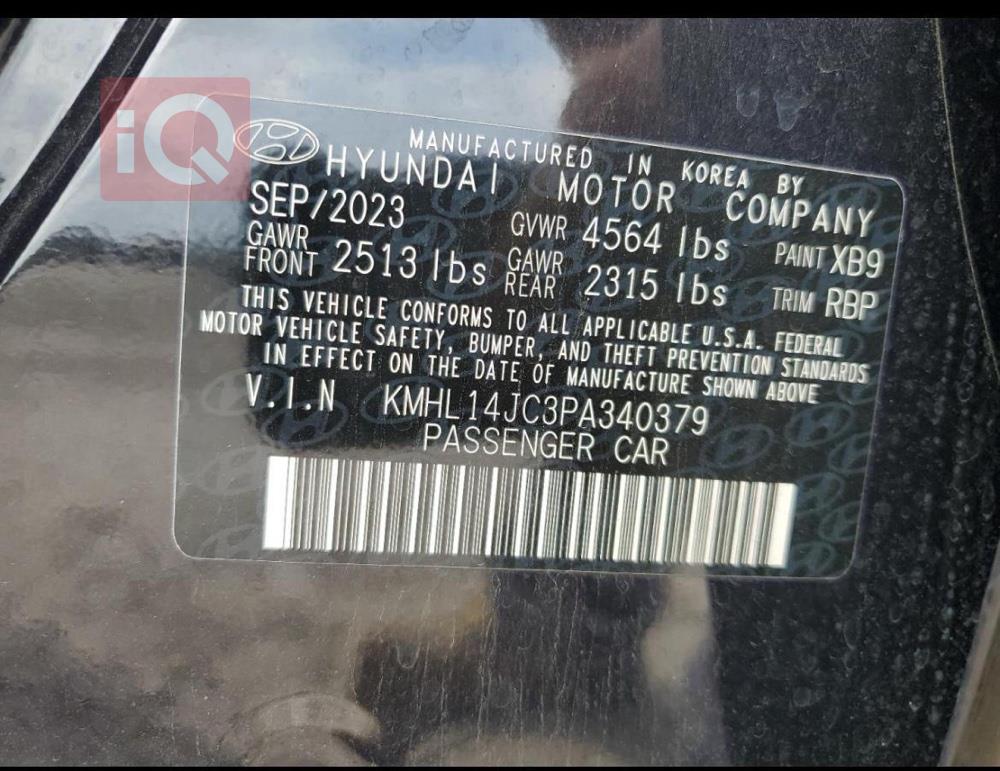 iQ
MANUFACTURED IN KOREA BY
HYUNDAI MOTOR COMPANY
SEP/2023 GVWR 4564 lbs PAINT XB9
GAWR FRONT 2513 lbs GAWR REAR 2315 lbs TRIM RBP
THIS VEHICLE CONFORMS TO ALL APPLICABLE U.S.A. FEDERAL
MOTOR VEHICLE SAFETY, BUMPER, AND THEFT PREVENTION STANDARDS
IN EFFECT ON THE DATE OF MANUFACTURE SHOWN ABOVE
V.I.N KMHL14JC3PA340379
PASSENGER CAR